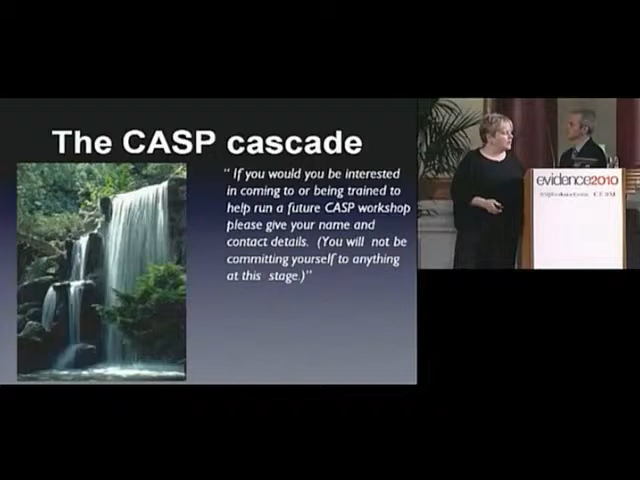 The CASP cascade
" If you would you be interested
in coming to or being trained to
help run a future CASP workshop
please give your name and
contact details. (You will not be
committing yourself to anything
at this stage.)"
evidence2010